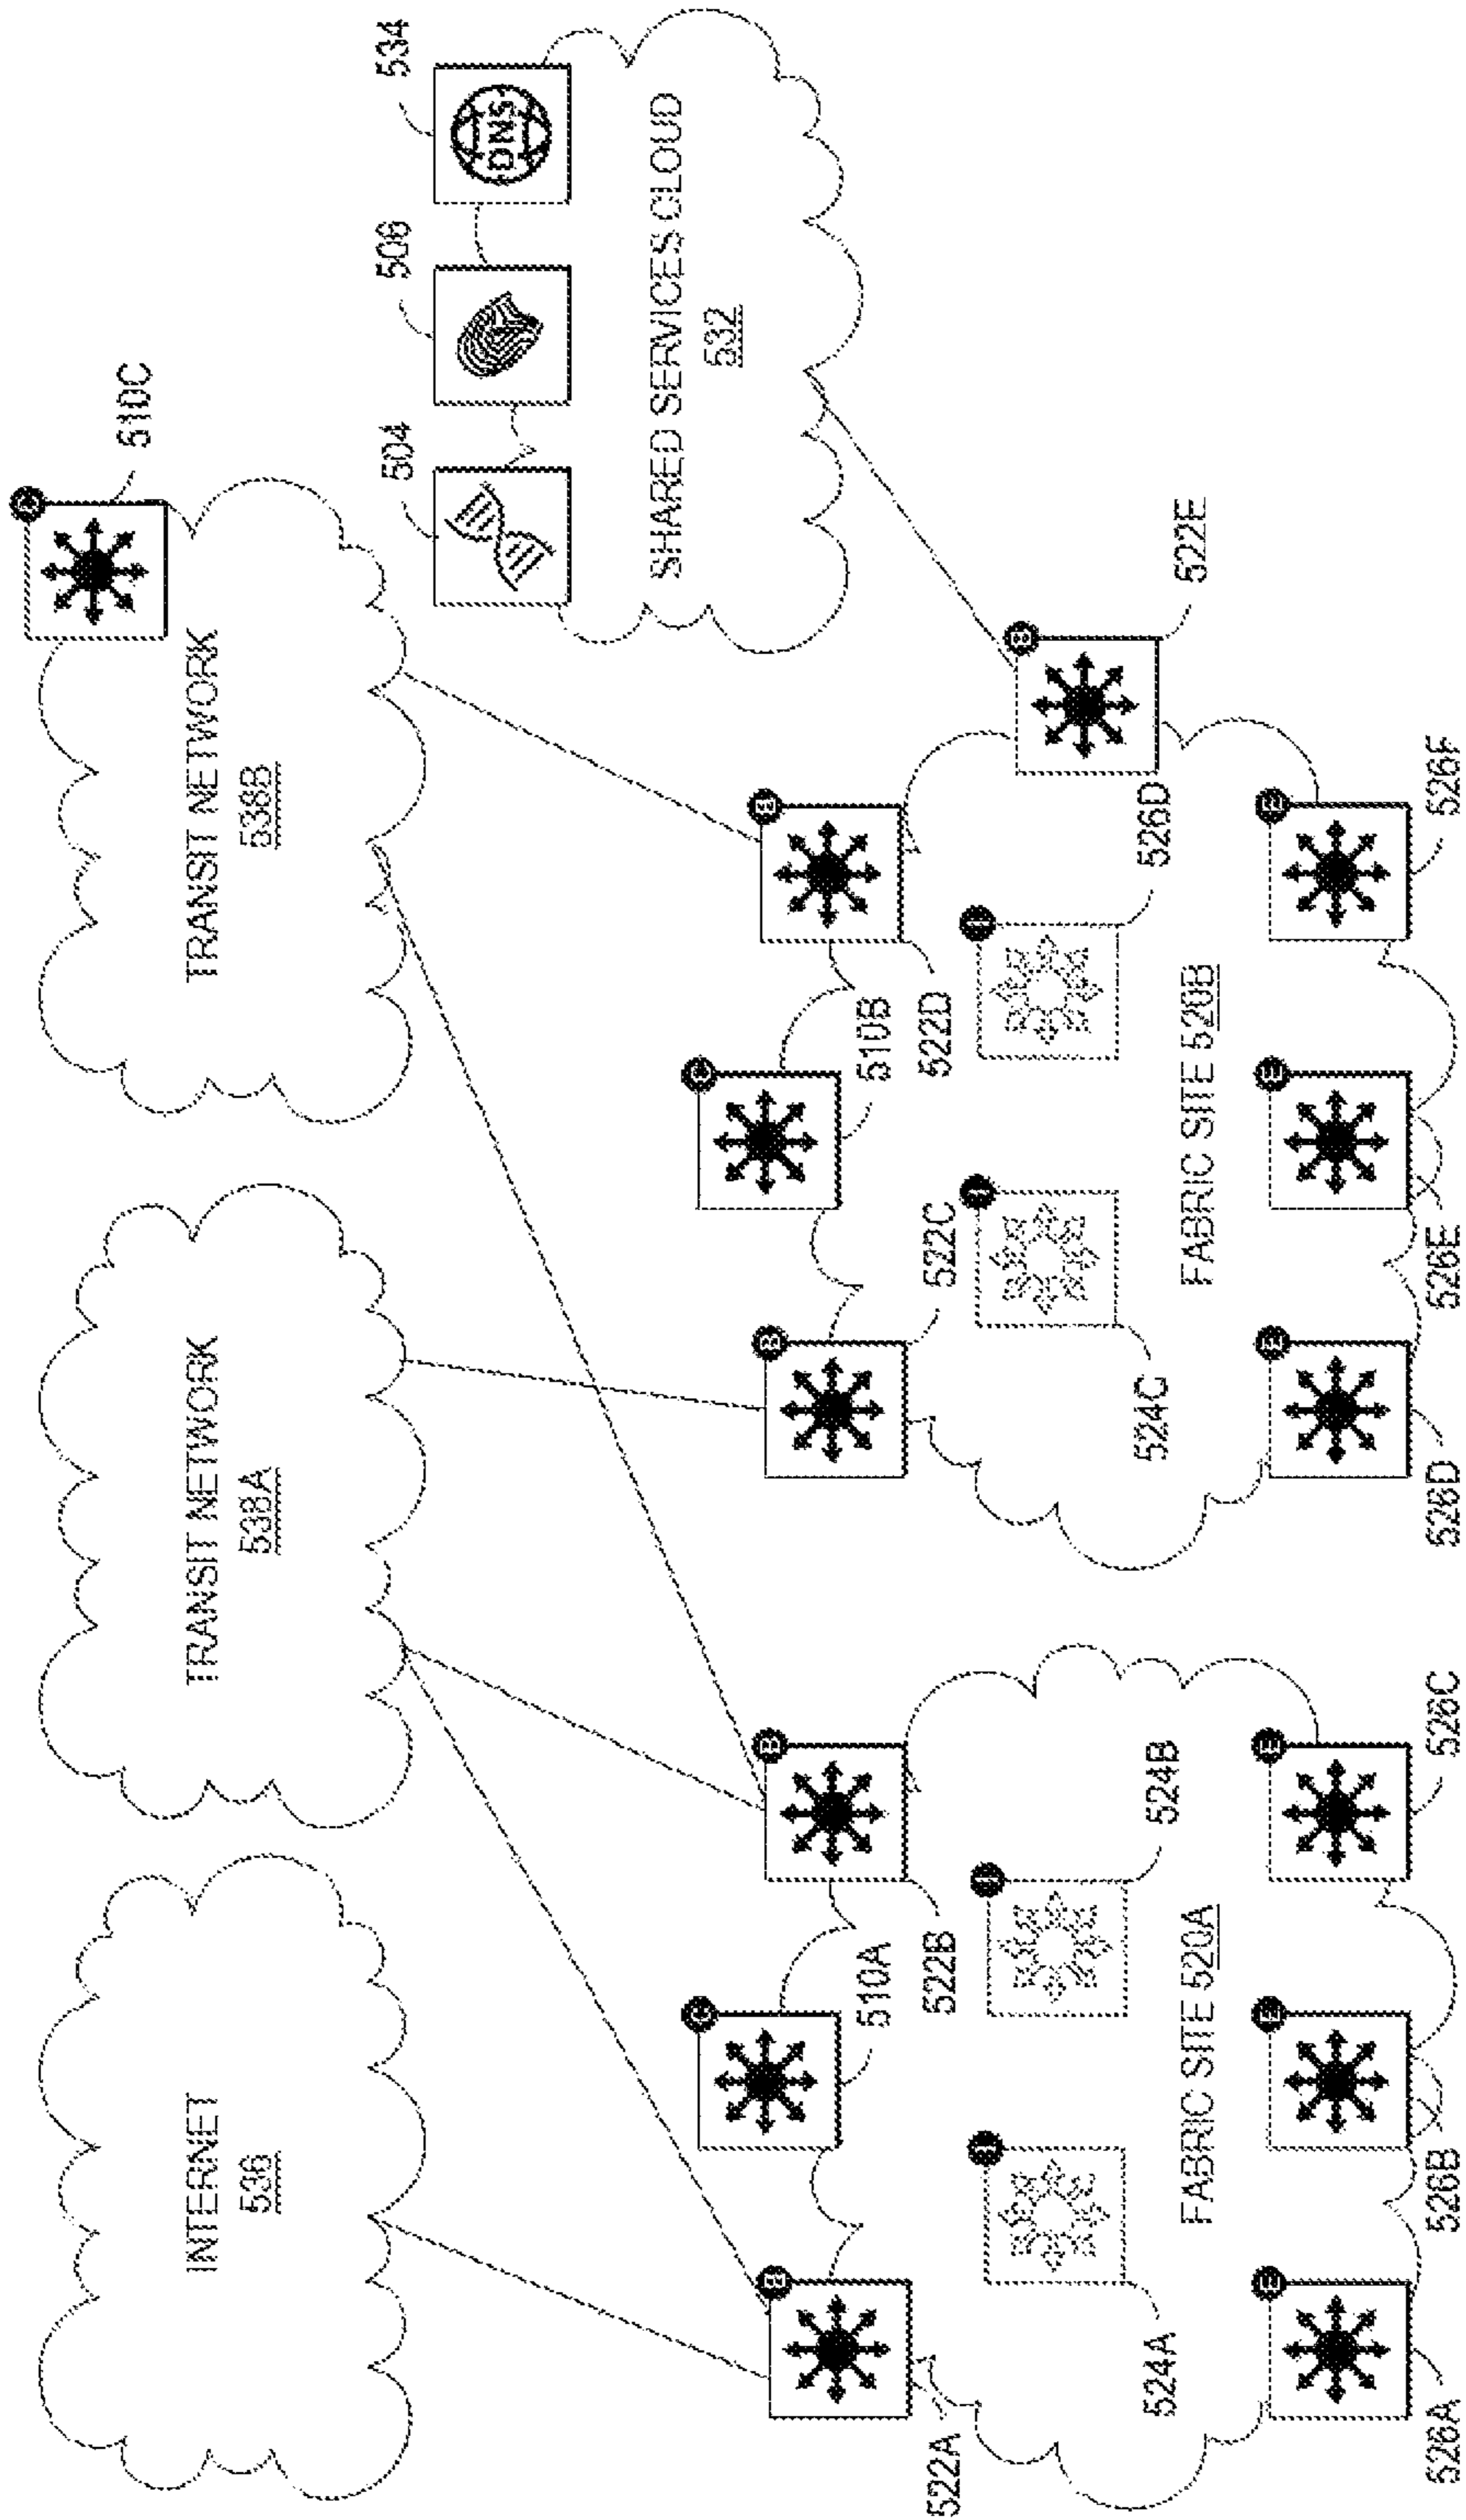 INTERNET
536
TRANSIT NETWORK
538A
TRANSIT NETWORK
538B
510C
504
506
534
DNS
SHARED SERVICES CLOUD
532
B
C
B
522A
510A
522B
524A
524B
FABRIC SITE 520A
E
E
E
526A
526B
526C
B
C
B
B
522C
510B
522D
522E
524C
526D
FABRIC SITE 520B
E
E
E
526D
526E
526F